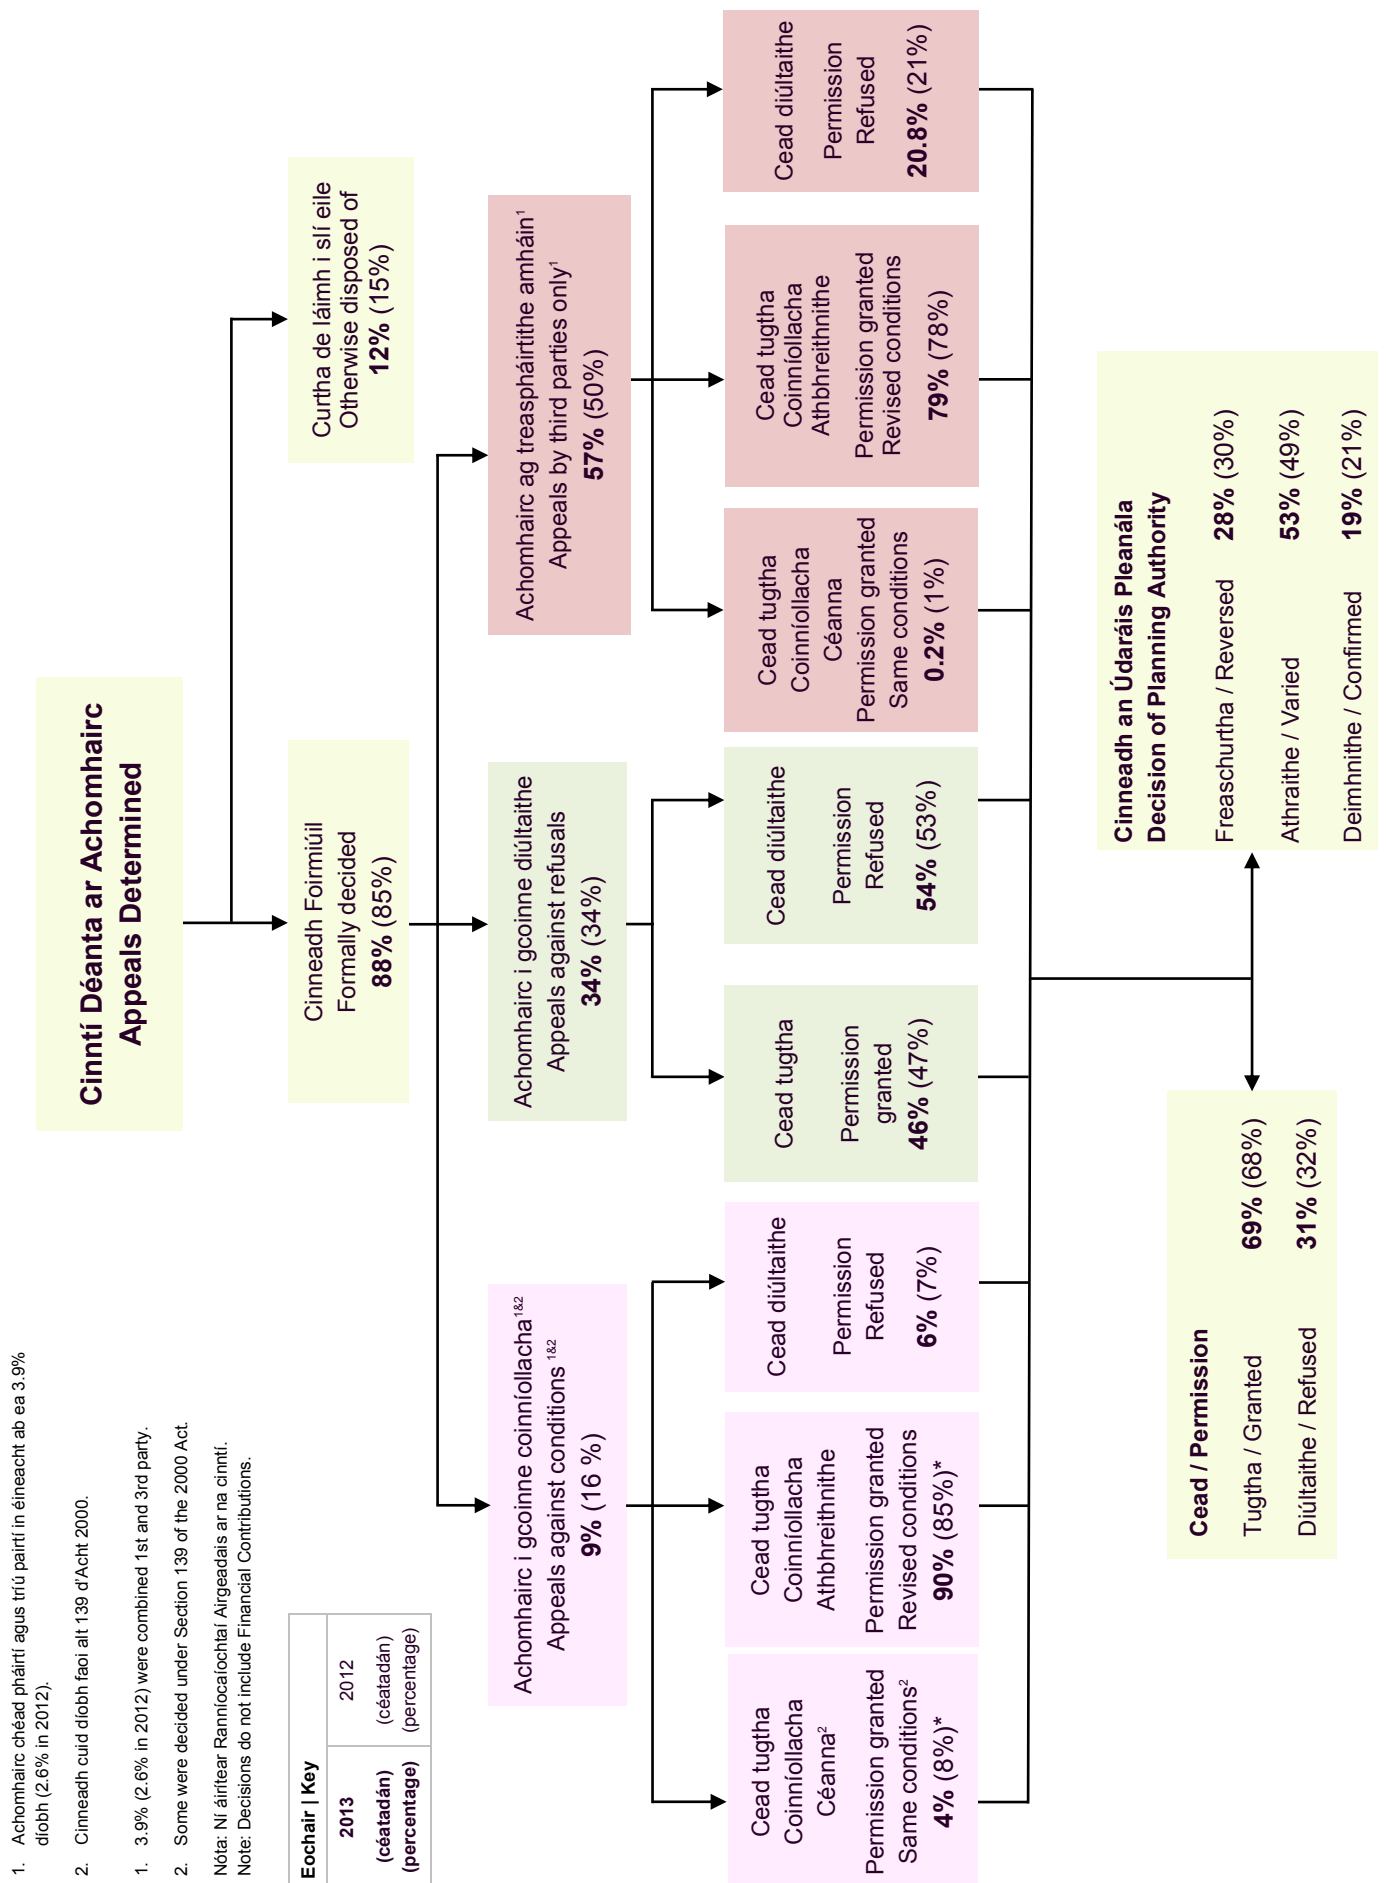 1. Achomhairc chéad pháirtí agus tríú pairtí in éineacht ab ea 3.9%
díobh (2.6% in 2012).
2. Cinneadh cuid díobh faoi alt 139 d'Acht 2000.
1. 3.9% (2.6% in 2012) were combined 1st and 3rd party.
2. Some were decided under Section 139 of the 2000 Act.
Nóta: Ní áirítear Ranníocaíochtaí Airgeadais ar na cinntí.
Note: Decisions do not include Financial Contributions.
Eochair | Key
2013
(céatadán)
(percentage)
2012
(céatadán)
(percentage)
Cinntí Déanta ar Achomhairc
Appeals Determined
Cinneadh Foirmiúil
Formally decided
88% (85%)
Curtha de láimh i slí eile
Otherwise disposed of
12% (15%)
Achomhairc i gcoinne coinníollacha1&2
Appeals against conditions 1&2
9% (16 %)
Achomhairc i gcoinne diúltaithe
Appeals against refusals
34% (34%)
Achomhairc ag treaspháirtithe amháin1
Appeals by third parties only1
57% (50%)
Cead tugtha
Coinníollacha
Céanna2
Permission granted
Same conditions2
4% (8%)*
Cead tugtha
Coinníollacha
Athbhreithnithe
Permission granted
Revised conditions
90% (85%)*
Cead diúltaithe
Permission
Refused
6% (7%)
Cead tugtha
Permission
granted
46% (47%)
Cead diúltaithe
Permission
Refused
54% (53%)
Cead tugtha
Coinníollacha
Céanna
Permission granted
Same conditions
0.2% (1%)
Cead tugtha
Coinníollacha
Athbhreithnithe
Permission granted
Revised conditions
79% (78%)
Cead diúltaithe
Permission
Refused
20.8% (21%)
Cead / Permission
Tugtha / Granted 69% (68%)
Diúltaithe / Refused 31% (32%)
Cinneadh an Údaráis Pleanála
Decision of Planning Authority
Freaschurtha / Reversed 28% (30%)
Athraithe / Varied 53% (49%)
Deimhnithe / Confirmed 19% (21%)